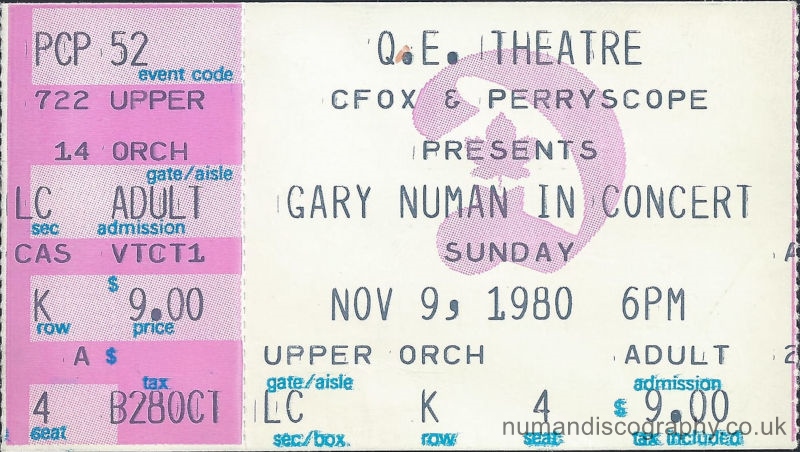 PCP 52
event code
722 UPPER
14 ORCH
gate/aisle
LC ADULT
sec admission
CAS VTCT1
$
K 9.00
row price
A $
tax
4 B280CT
seat
Q.E. THEATRE
CFOX & PERRYSCOPE
PRESENTS
GARY NUMAN IN CONCERT
SUNDAY
NOV 9, 1980 6PM
UPPER ORCH ADULT
gate/aisle admission
LC K 4 $ 9.00
sec/box row seat tax included
numandiscography.co.uk